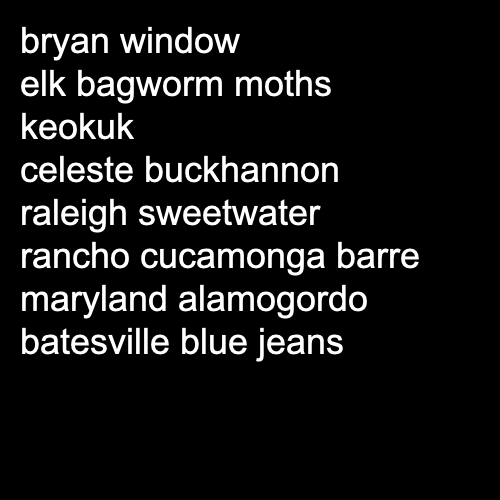 bryan window
elk bagworm moths
keokuk
celeste buckhannon
raleigh sweetwater
rancho cucamonga barre
maryland alamogordo
batesville blue jeans